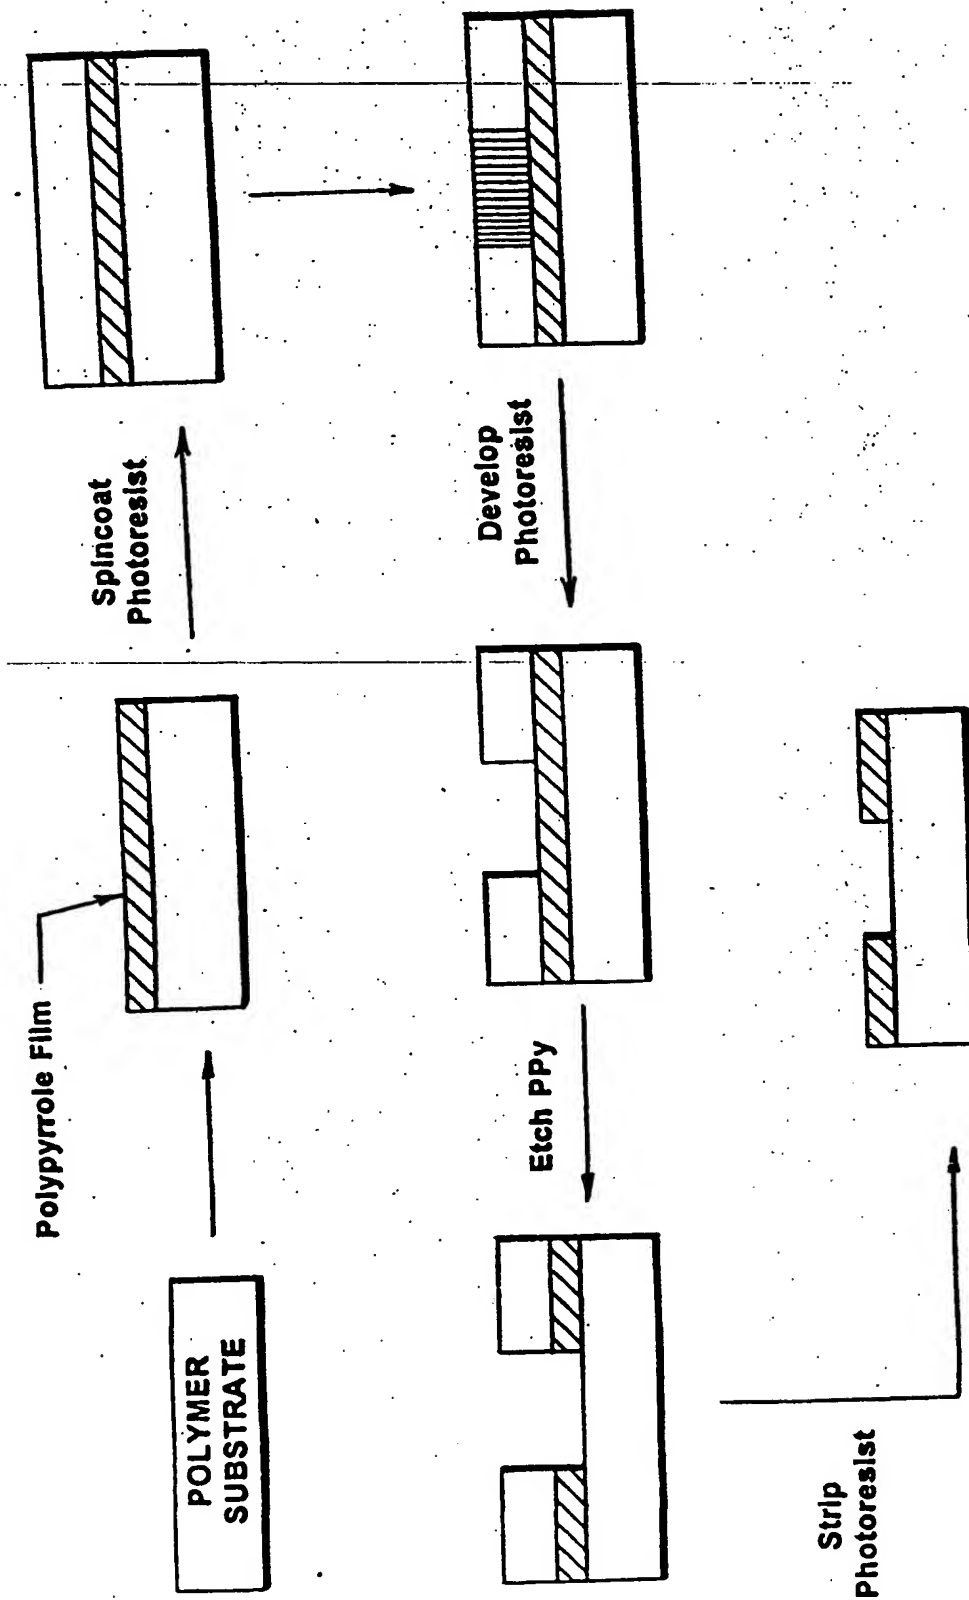 Polypyrrole Film
POLYMER
SUBSTRATE
Spincoat
Photoresist
Develop
Photoresist
Etch PPy
Strip
Photoresist